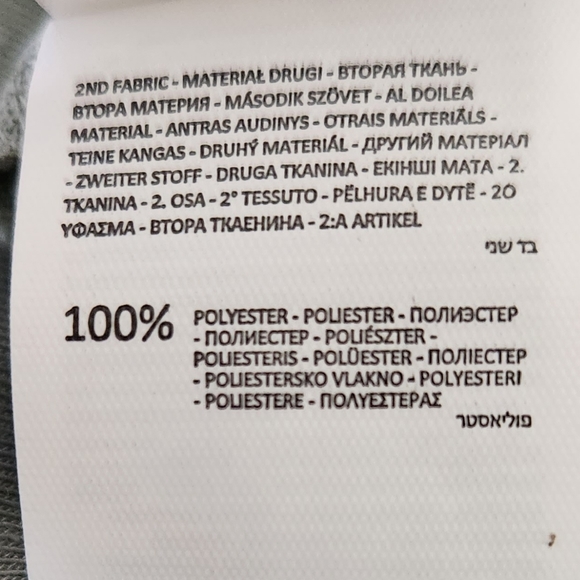 2ND FABRIC - MATERIAŁ DRUGI - ВТОРАЯ ТКАНЬ -
ВТОРА МАТЕРИЯ - MÁSODIK SZÖVET - AL DOILEA
MATERIAL - ANTRAS AUDINYS - OTRAIS MATERIĀLS -
TEINE KANGAS - DRUHÝ MATERIÁL - ДРУГИЙ МАТЕРІАЛ
- ZWEITER STOFF - DRUGA TKANINA - ЕКІНШІ МАТА - 2.
TKANINA - 2. OSA - 2° TESSUTO - PËLHURA E DYTË - 2O
ΥΦΑΣΜΑ - ВТОРА ТКАЕНИНА - 2:A ARTIKEL
בד שני
100% POLYESTER - POLIESTER - ПОЛИЭСТЕР
- ПОЛИЕСТЕР - POLIÉSZTER -
POLIESTERIS - POLÜESTER - ПОЛІЕСТЕР
- POLIESTERSKO VLAKNO - POLYESTERI
- POLIESTERE - ΠΟΛΥΕΣΤΕΡΑΣ
פוליאסטר